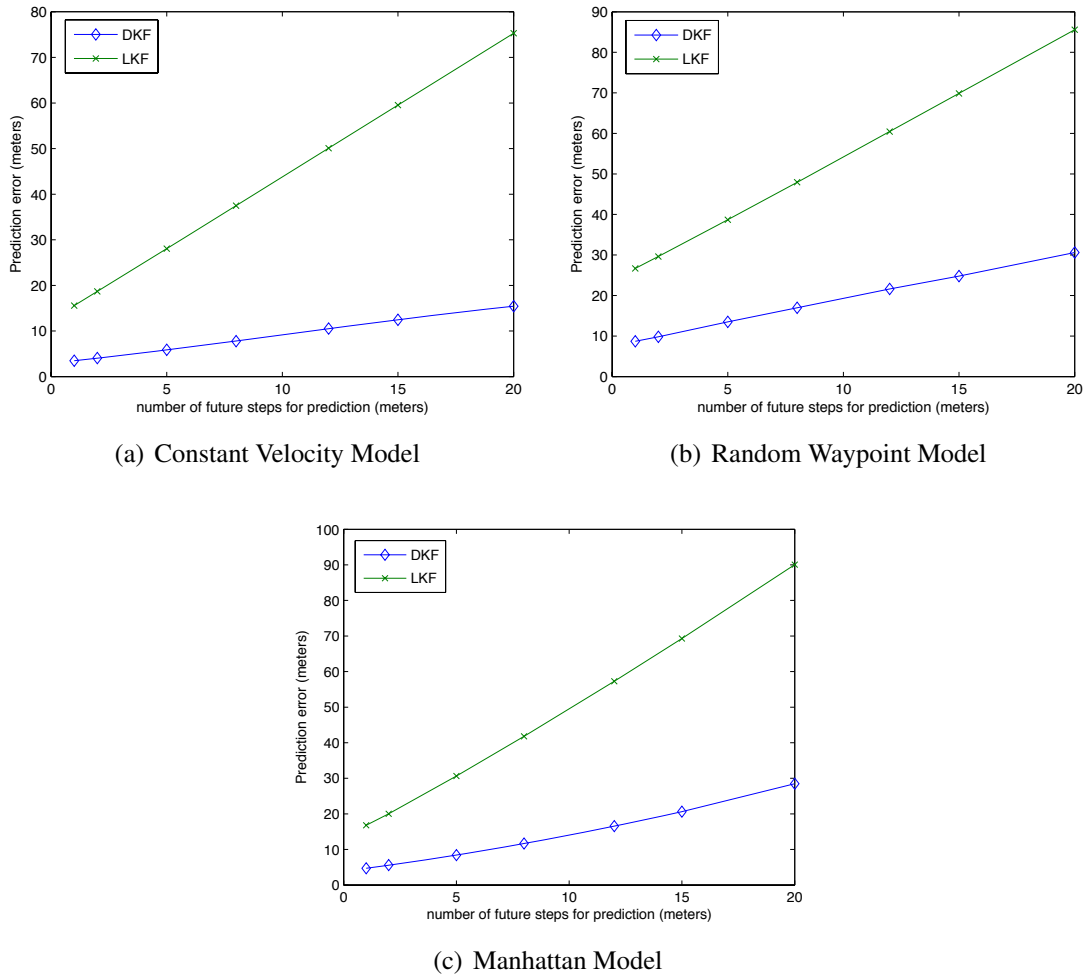 80
70
60
50
40
30
20
10
0
Prediction error (meters)
DKF
LKF
0 5 10 15 20
number of future steps for prediction (meters)
(a) Constant Velocity Model
90
80
70
60
50
40
30
20
10
0
Prediction error (meters)
DKF
LKF
0 5 10 15 20
number of future steps for prediction (meters)
(b) Random Waypoint Model
100
90
80
70
60
50
40
30
20
10
0
Prediction error (meters)
DKF
LKF
0 5 10 15 20
number of future steps for prediction (meters)
(c) Manhattan Model